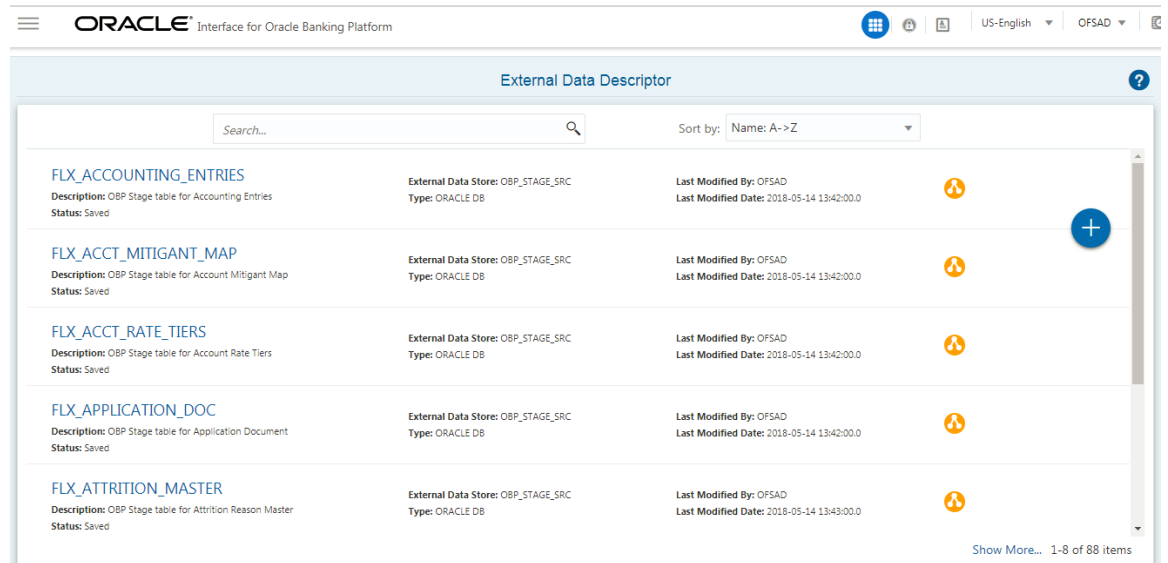 ORACLE® Interface for Oracle Banking Platform US-English OFSAD
External Data Descriptor ?
Search... Sort by: Name: A->Z
FLX_ACCOUNTING_ENTRIES
Description: OBP Stage table for Accounting Entries
Status: Saved
External Data Store: OBP_STAGE_SRC
Type: ORACLE DB
Last Modified By: OFSAD
Last Modified Date: 2018-05-14 13:42:00.0
+
FLX_ACCT_MITIGANT_MAP
Description: OBP Stage table for Account Mitigant Map
Status: Saved
External Data Store: OBP_STAGE_SRC
Type: ORACLE DB
Last Modified By: OFSAD
Last Modified Date: 2018-05-14 13:42:00.0
FLX_ACCT_RATE_TIERS
Description: OBP Stage table for Account Rate Tiers
Status: Saved
External Data Store: OBP_STAGE_SRC
Type: ORACLE DB
Last Modified By: OFSAD
Last Modified Date: 2018-05-14 13:42:00.0
FLX_APPLICATION_DOC
Description: OBP Stage table for Application Document
Status: Saved
External Data Store: OBP_STAGE_SRC
Type: ORACLE DB
Last Modified By: OFSAD
Last Modified Date: 2018-05-14 13:42:00.0
FLX_ATTRITION_MASTER
Description: OBP Stage table for Attrition Reason Master
Status: Saved
External Data Store: OBP_STAGE_SRC
Type: ORACLE DB
Last Modified By: OFSAD
Last Modified Date: 2018-05-14 13:43:00.0
Show More... 1-8 of 88 items